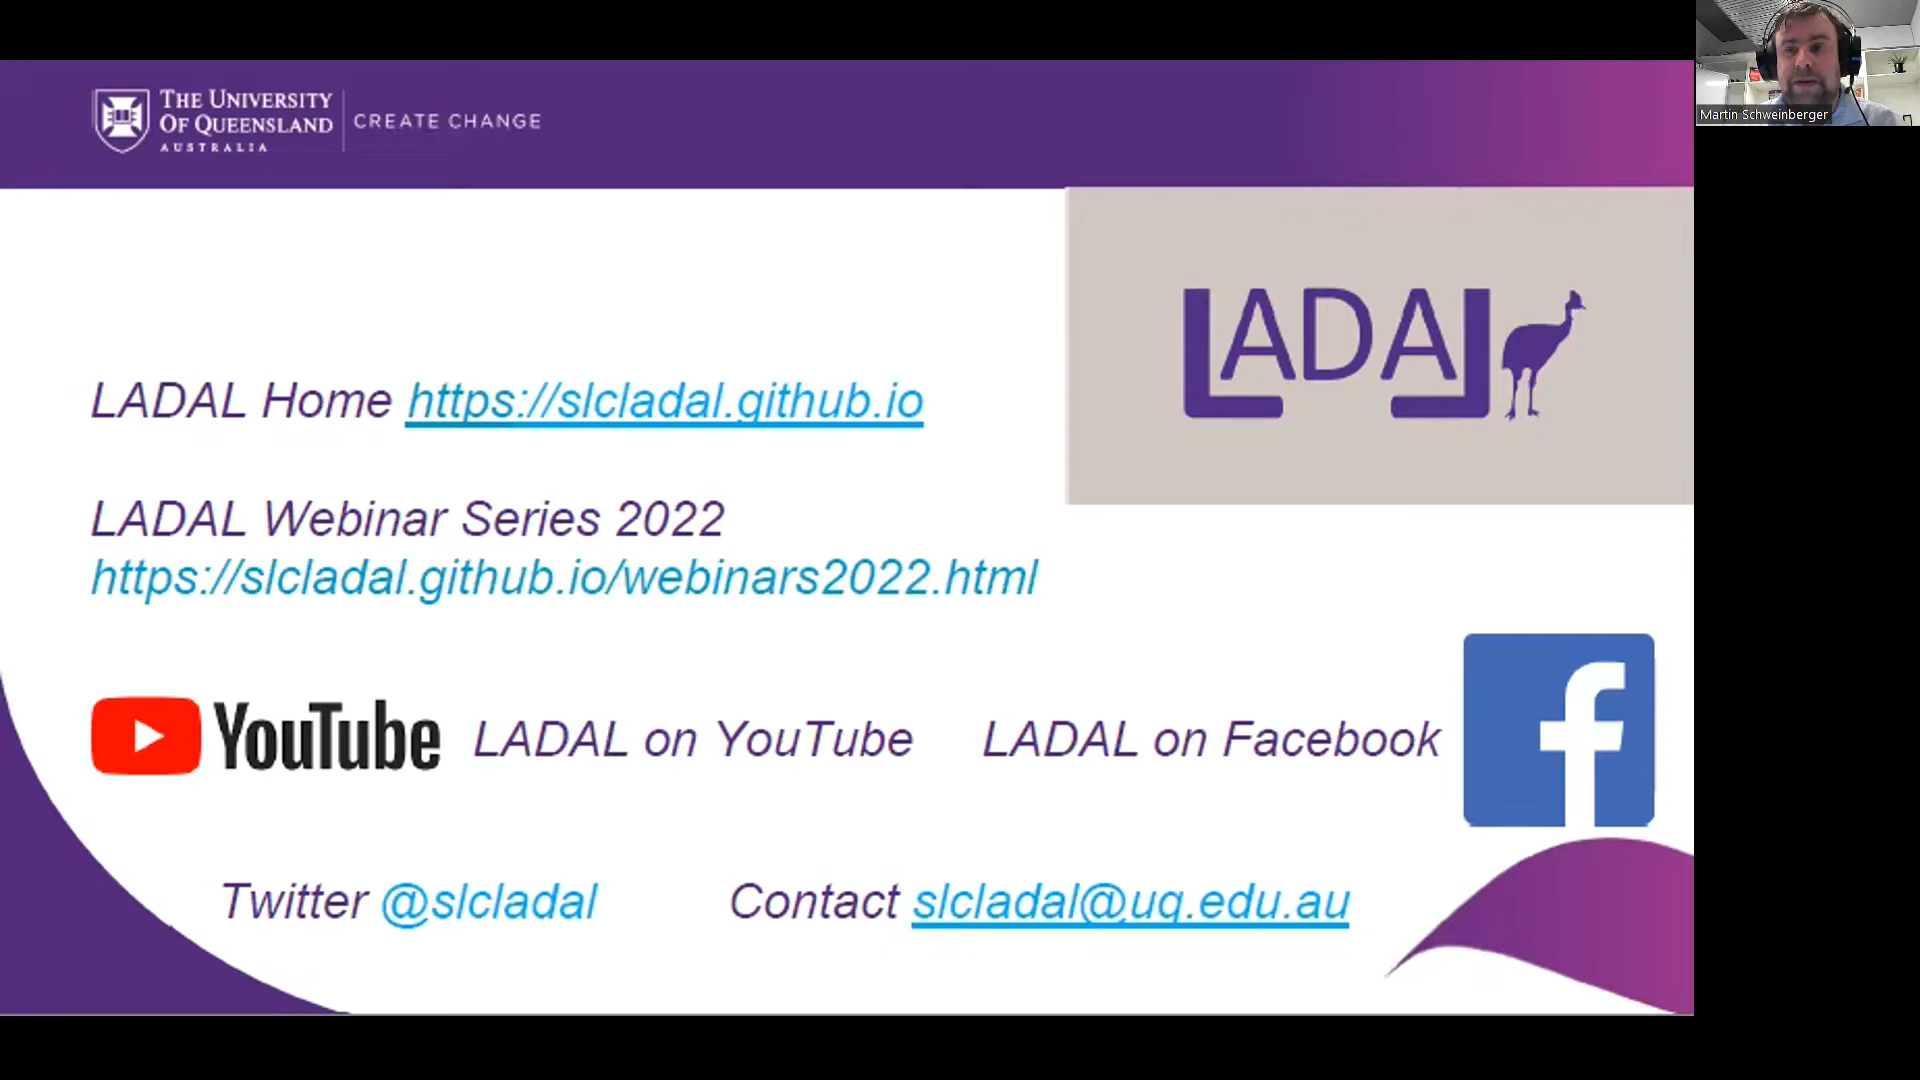 THE UNIVERSITY
OF QUEENSLAND
AUSTRALIA
CREATE CHANGE
Martin Schweinberger
LADAL
LADAL Home https://slcladal.github.io
LADAL Webinar Series 2022
https://slcladal.github.io/webinars2022.html
YouTube LADAL on YouTube LADAL on Facebook f
Twitter @slcladal Contact slcladal@uq.edu.au